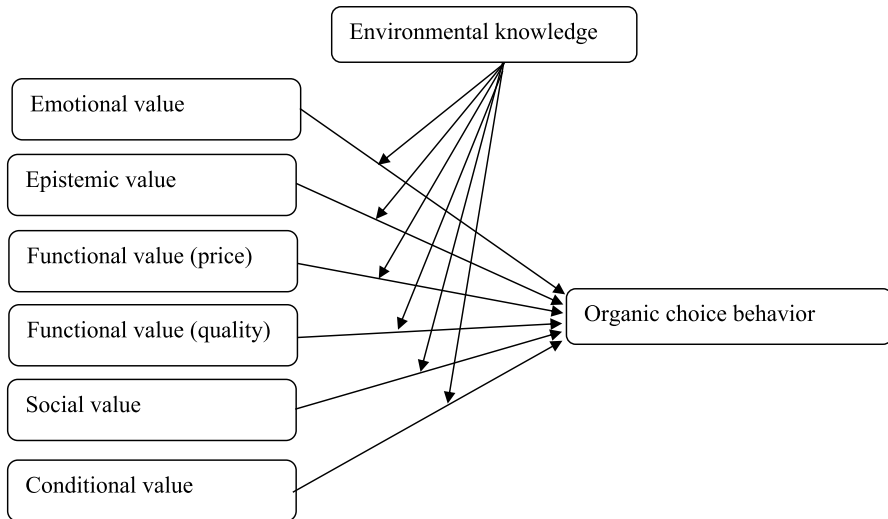 Environmental knowledge
Emotional value
Epistemic value
Functional value (price)
Functional value (quality)
Organic choice behavior
Social value
Conditional value